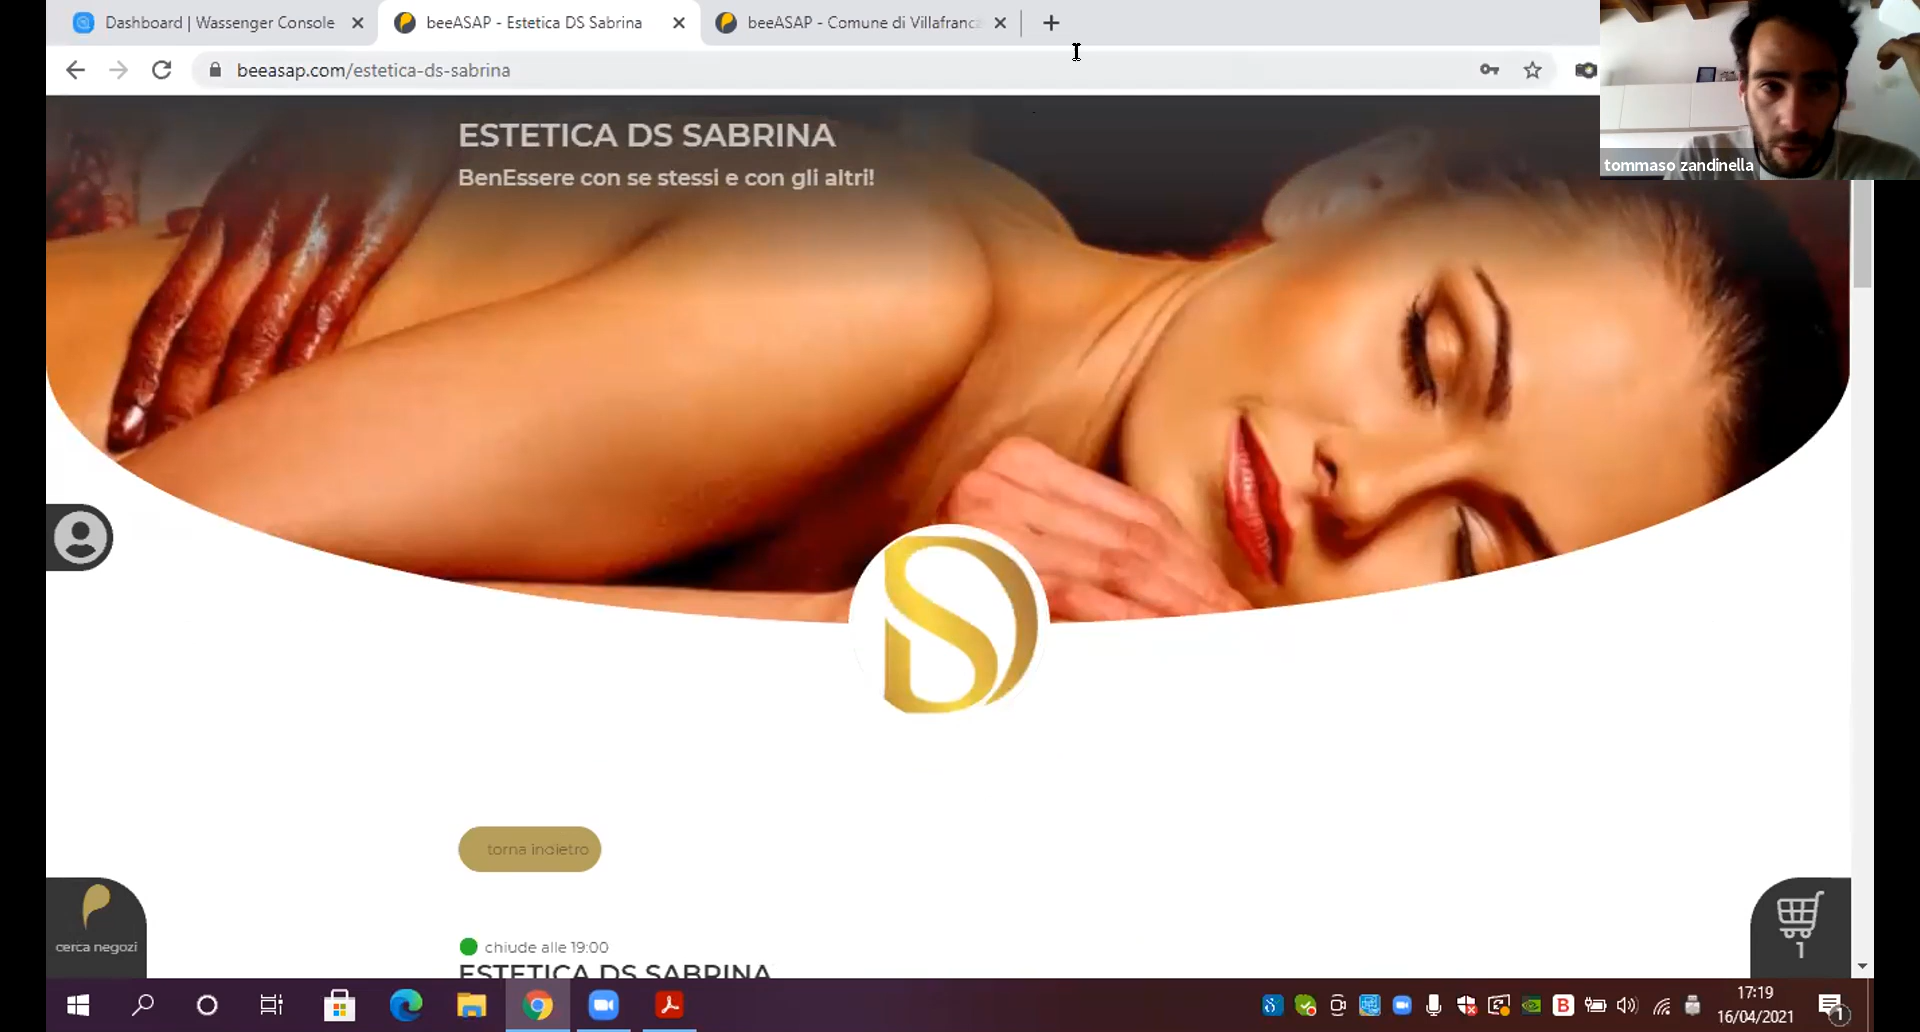 Dashboard | Wassenger Console
beeASAP - Estetica DS Sabrina
beeASAP - Comune di Villafranca
beeasap.com/estetica-ds-sabrina
tommaso zandinella
ESTETICA DS SABRINA
BenEssere con se stessi e con gli altri!
torna indietro
cerca negozi
1
chiude alle 19:00
ESTETICA DS SABRINA
17:19
16/04/2021
1